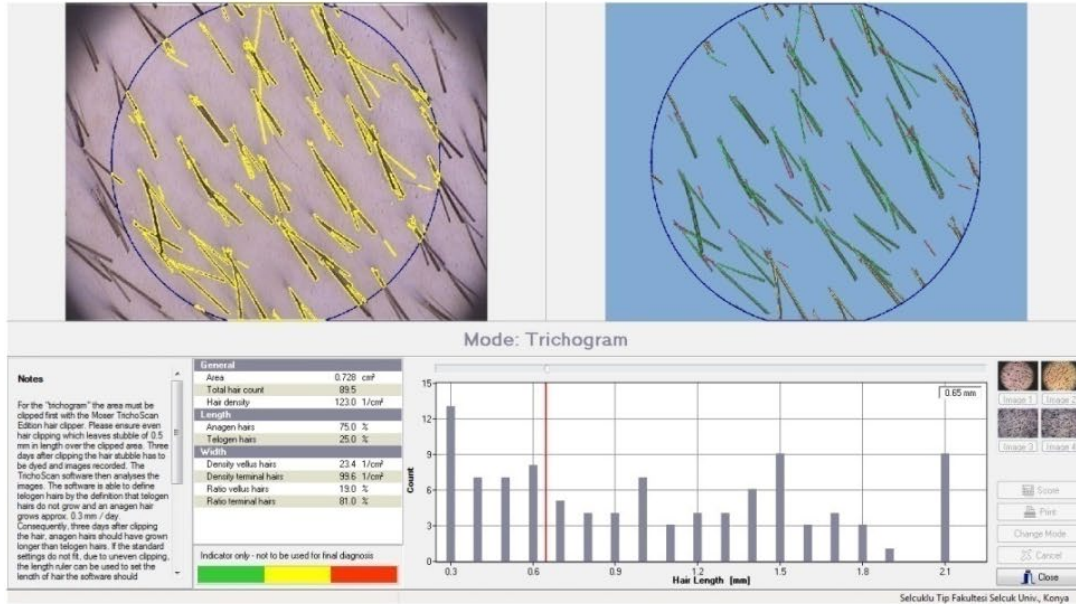 Mode: Trichogram
Notes
For the "trichogram" the area must be
clipped first with the Moser TrichoScan
Edition hair clipper. Please ensure even
hair clipping which leaves stubble of 0.5
mm in length over the clipped area. Three
days after clipping the hair stubble has to
be dyed and images recorded. The
TrichoScan software then analyses the
images. The software is able to define
telogen hairs by the definition that telogen
hairs do not grow and an anagen hair
grows approx. 0.3 mm / day.
Consequently, three days after clipping
the hair, anagen hairs should have grown
longer than telogen hairs. If the standard
settings do not fit, due to uneven clipping,
the length ruler can be used to set the
length of hair the software should
General
Area 0.728 cm²
Total hair count 89.5
Hair density 123.0 1/cm²
Length
Anagen hairs 75.0 %
Telogen hairs 25.0 %
Width
Density vellus hairs 23.4 1/cm²
Density terminal hairs 99.6 1/cm²
Ratio vellus hairs 19.0 %
Ratio terminal hairs 81.0 %
Indicator only - not to be used for final diagnosis
0.65 mm
Count
15
12
9
6
3
0
0.3 0.6 0.9 1.2 1.5 1.8 2.1
Hair Length [mm]
Image 1 Image 2
Image 3 Image 4
Score
Print
Change Mode
Cancel
Close
Selcuklu Tip Fakultesi Selcuk Univ., Konya